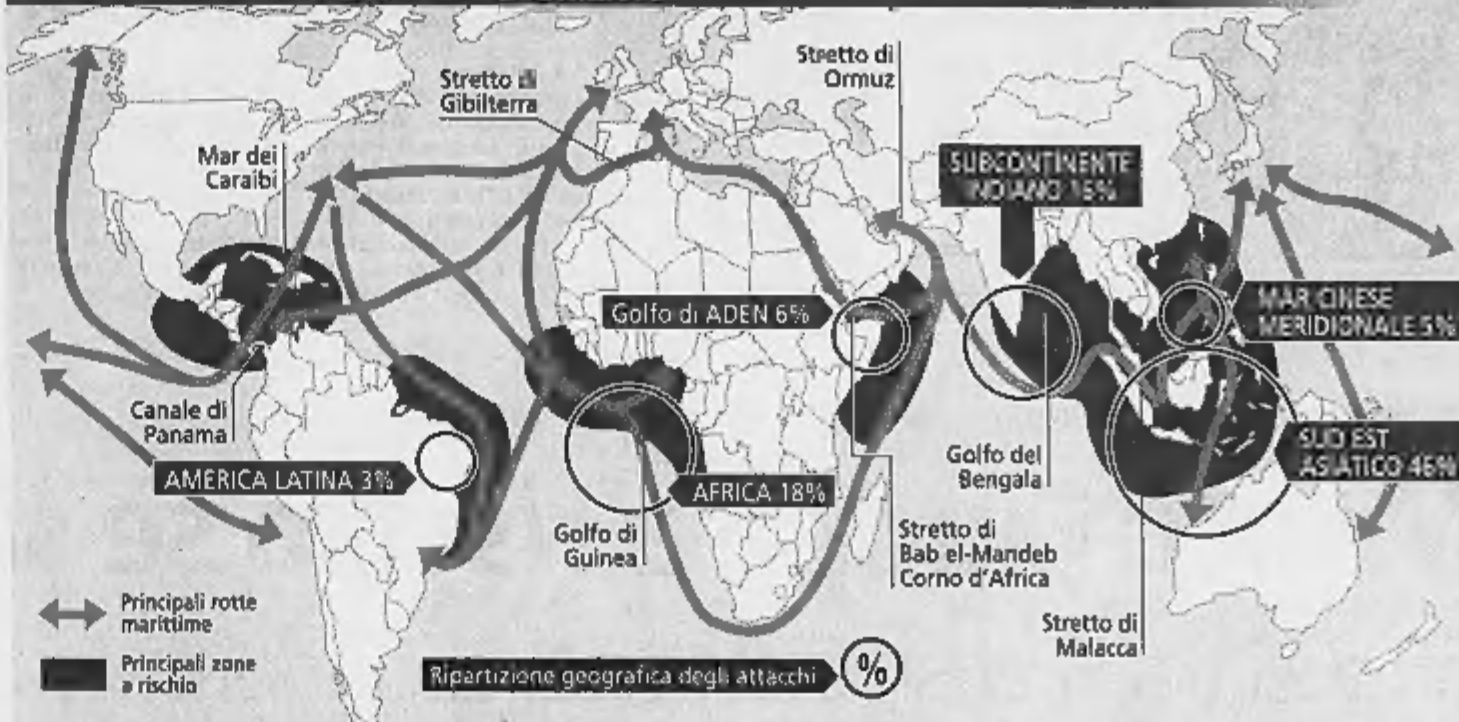 Stretto di
Gibilterra
Stretto di
Ormuz
Mar dei
Caraibi
SUBCONTINENTE
INDIANO 16%
Golfo di ADEN 6%
MAR CINESE
MERIDIONALE 5%
Canale di
Panama
AMERICA LATINA 3%
AFRICA 18%
Golfo di
Guinea
Golfo del
Bengala
SUD EST
ASIATICO 46%
Stretto di
Bab el-Mandeb
Corno d'Africa
Stretto di
Malacca
Principali rotte
marittime
Principali zone
a rischio
Ripartizione geografica degli attacchi
%